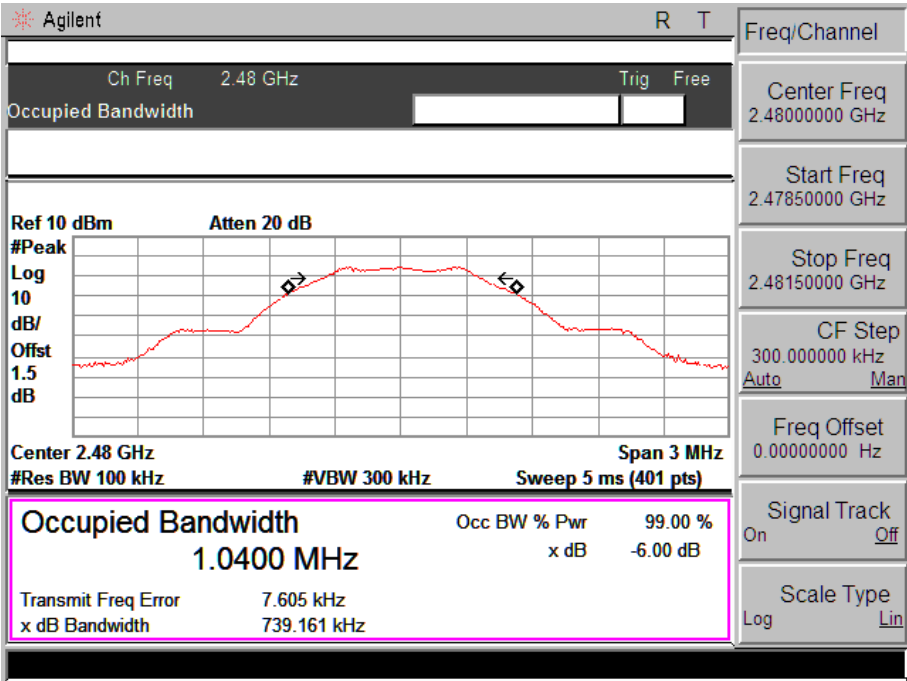 Agilent R T
Ch Freq 2.48 GHz Trig Free
Occupied Bandwidth
Ref 10 dBm Atten 20 dB
#Peak
Log
10
dB/
Offst
1.5
dB
Center 2.48 GHz Span 3 MHz
#Res BW 100 kHz #VBW 300 kHz Sweep 5 ms (401 pts)
Occupied Bandwidth Occ BW % Pwr 99.00 %
1.0400 MHz x dB -6.00 dB
Transmit Freq Error 7.605 kHz
x dB Bandwidth 739.161 kHz
Freq/Channel
Center Freq
2.48000000 GHz
Start Freq
2.47850000 GHz
Stop Freq
2.48150000 GHz
CF Step
300.000000 kHz
Auto Man
Freq Offset
0.00000000 Hz
Signal Track
On Off
Scale Type
Log Lin